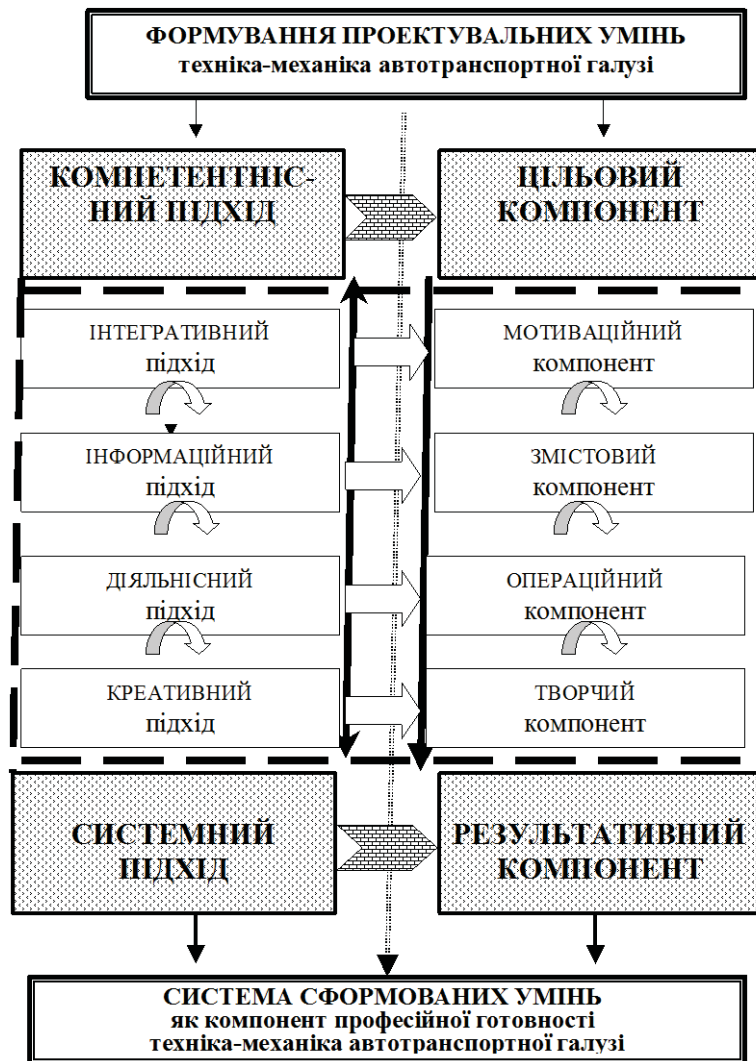 ФОРМУВАННЯ ПРОЕКТУВАЛЬНИХ УМІНЬ
техніка-механіка автотранспортної галузі
КОМПЕТЕНТНІС-
НИЙ ПІДХІД
ЦІЛЬОВИЙ
КОМПОНЕНТ
ІНТЕГРАТИВНИЙ
підхід
МОТИВАЦІЙНИЙ
компонент
ІНФОРМАЦІЙНИЙ
підхід
ЗМІСТОВИЙ
компонент
ДІЯЛЬНІСНИЙ
підхід
ОПЕРАЦІЙНИЙ
компонент
КРЕАТИВНИЙ
підхід
ТВОРЧИЙ
компонент
СИСТЕМНИЙ
ПІДХІД
РЕЗУЛЬТАТИВНИЙ
КОМПОНЕНТ
СИСТЕМА СФОРМОВАНИХ УМІНЬ
як компонент професійної готовності
техніка-механіка автотранспортної галузі